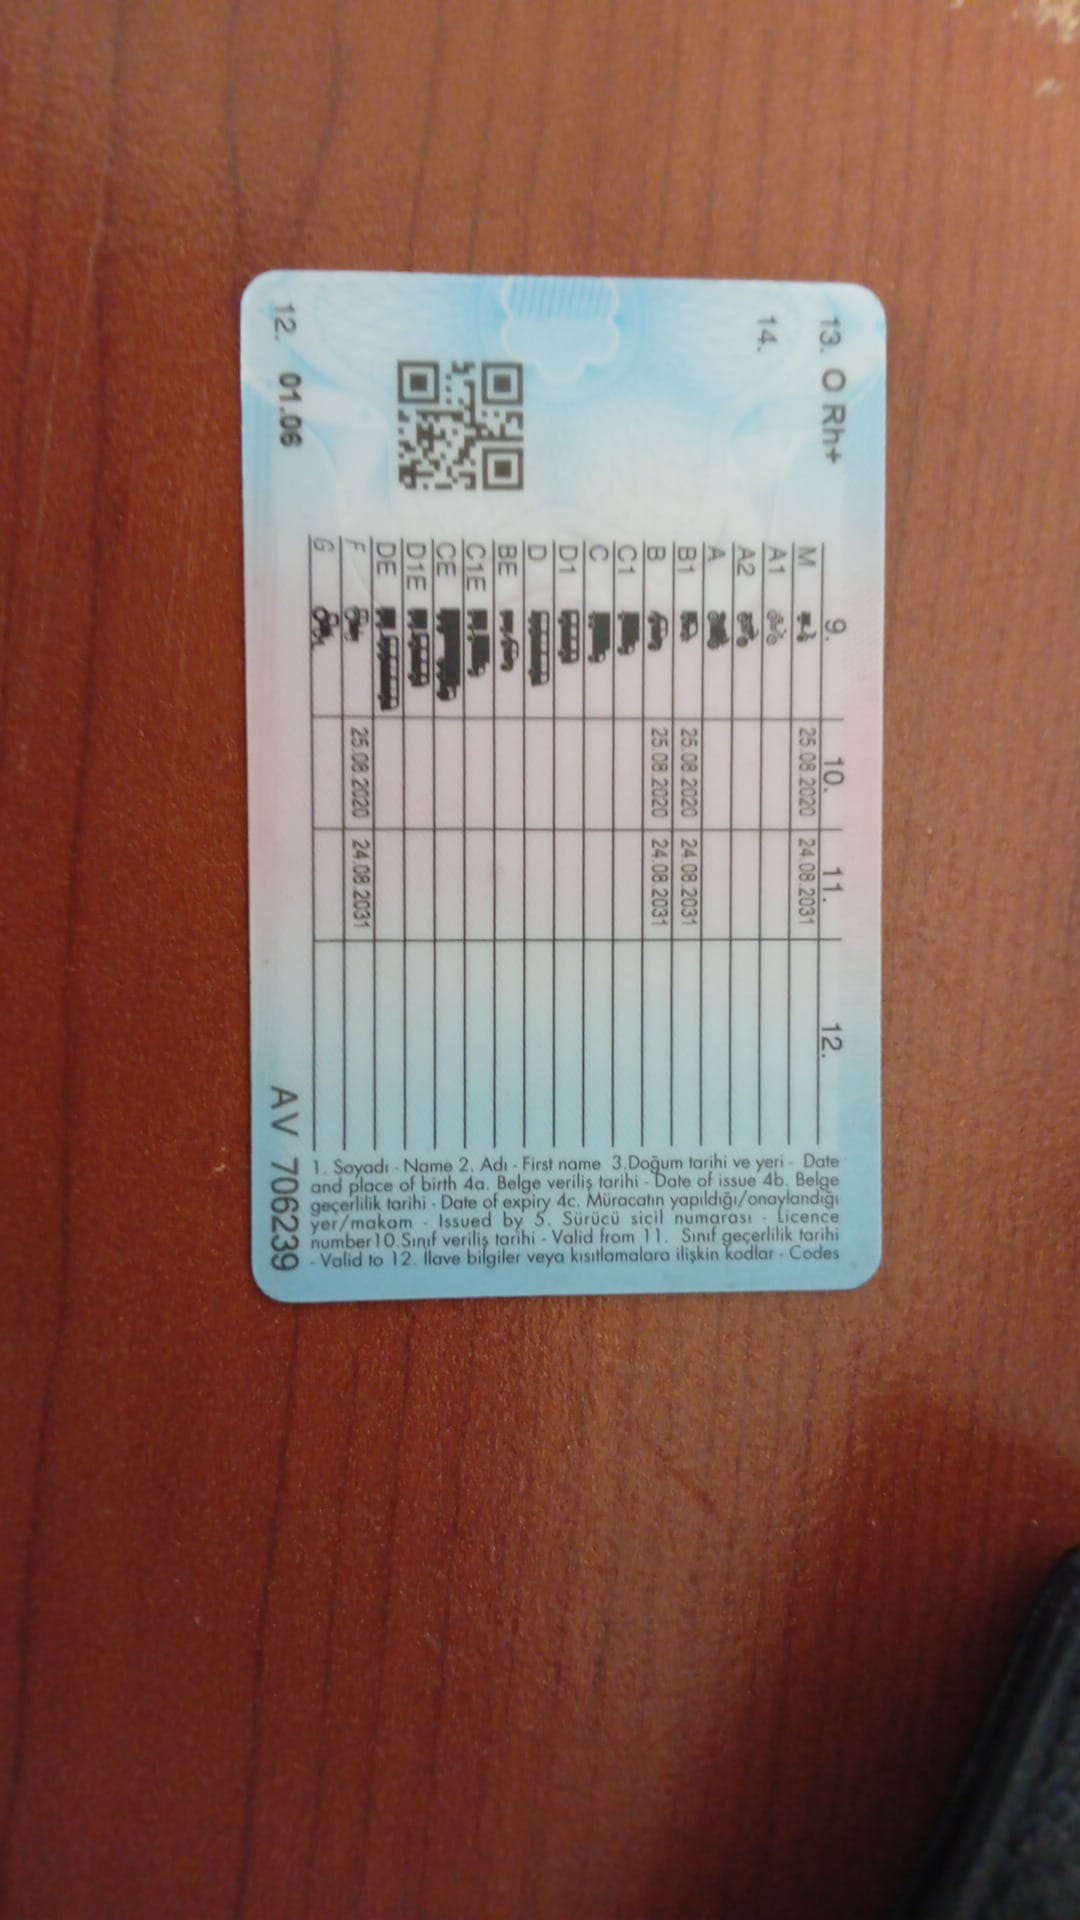 13. O Rh+
14.
12. 01.06
9. 10. 11. 12.
M 25.08.2020 24.08.2031
A1
A2
A
B1 25.08.2020 24.08.2031
B 25.08.2020 24.08.2031
C1
C
D1
D
BE
C1E
CE
D1E
DE
F 25.08.2020 24.08.2031
G
1. Soyadı - Name 2. Adı - First name 3.Doğum tarihi ve yeri - Date
and place of birth 4a. Belge veriliş tarihi - Date of issue 4b. Belge
geçerlilik tarihi - Date of expiry 4c. Müracatın yapıldığı/onaylandığı
yer/makam - Issued by 5. Sürücü sicil numarası - Licence
number10.Sınıf veriliş tarihi - Valid from 11. Sınıf geçerlilik tarihi
- Valid to 12. İlave bilgiler veya kısıtlamalara ilişkin kodlar - Codes
AV 706239